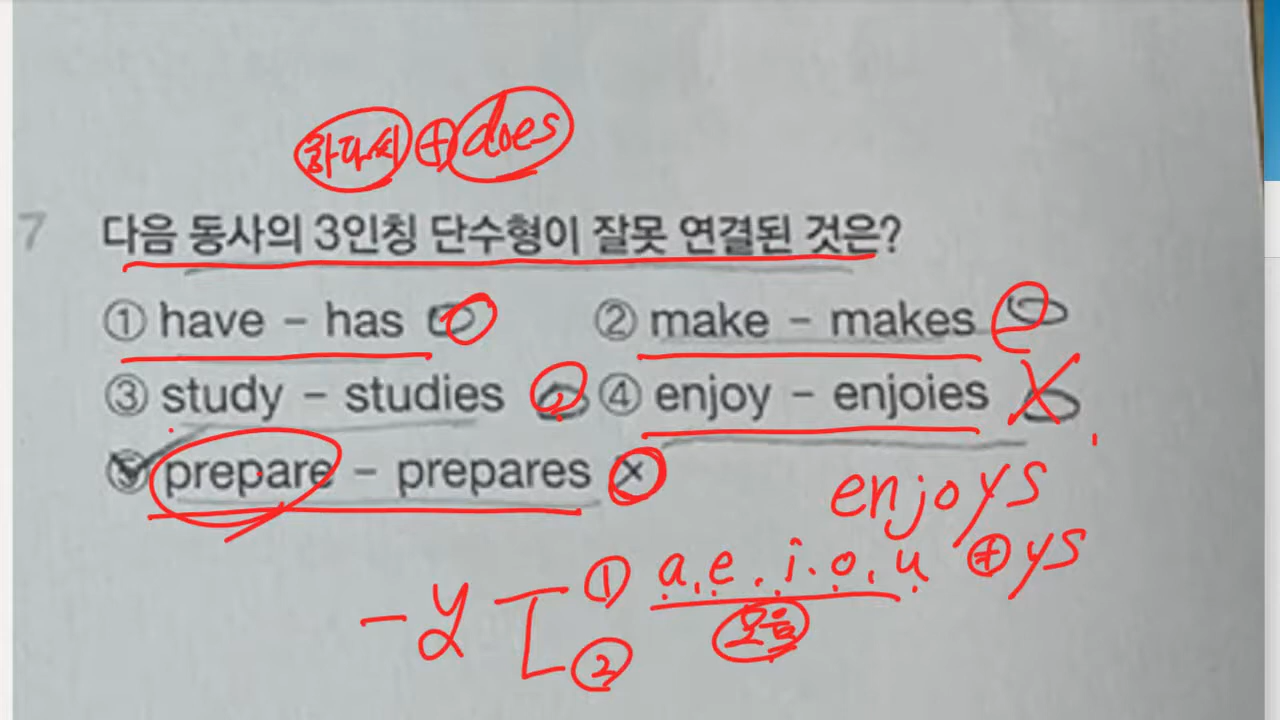 하다씨 + does
7 다음 동사의 3인칭 단수형이 잘못 연결된 것은?
① have – has ② make – makes
③ study – studies ④ enjoy – enjoies
⑤ prepare – prepares ×
enjoys
-y ① a, e, i, o, u + ys
② 모음